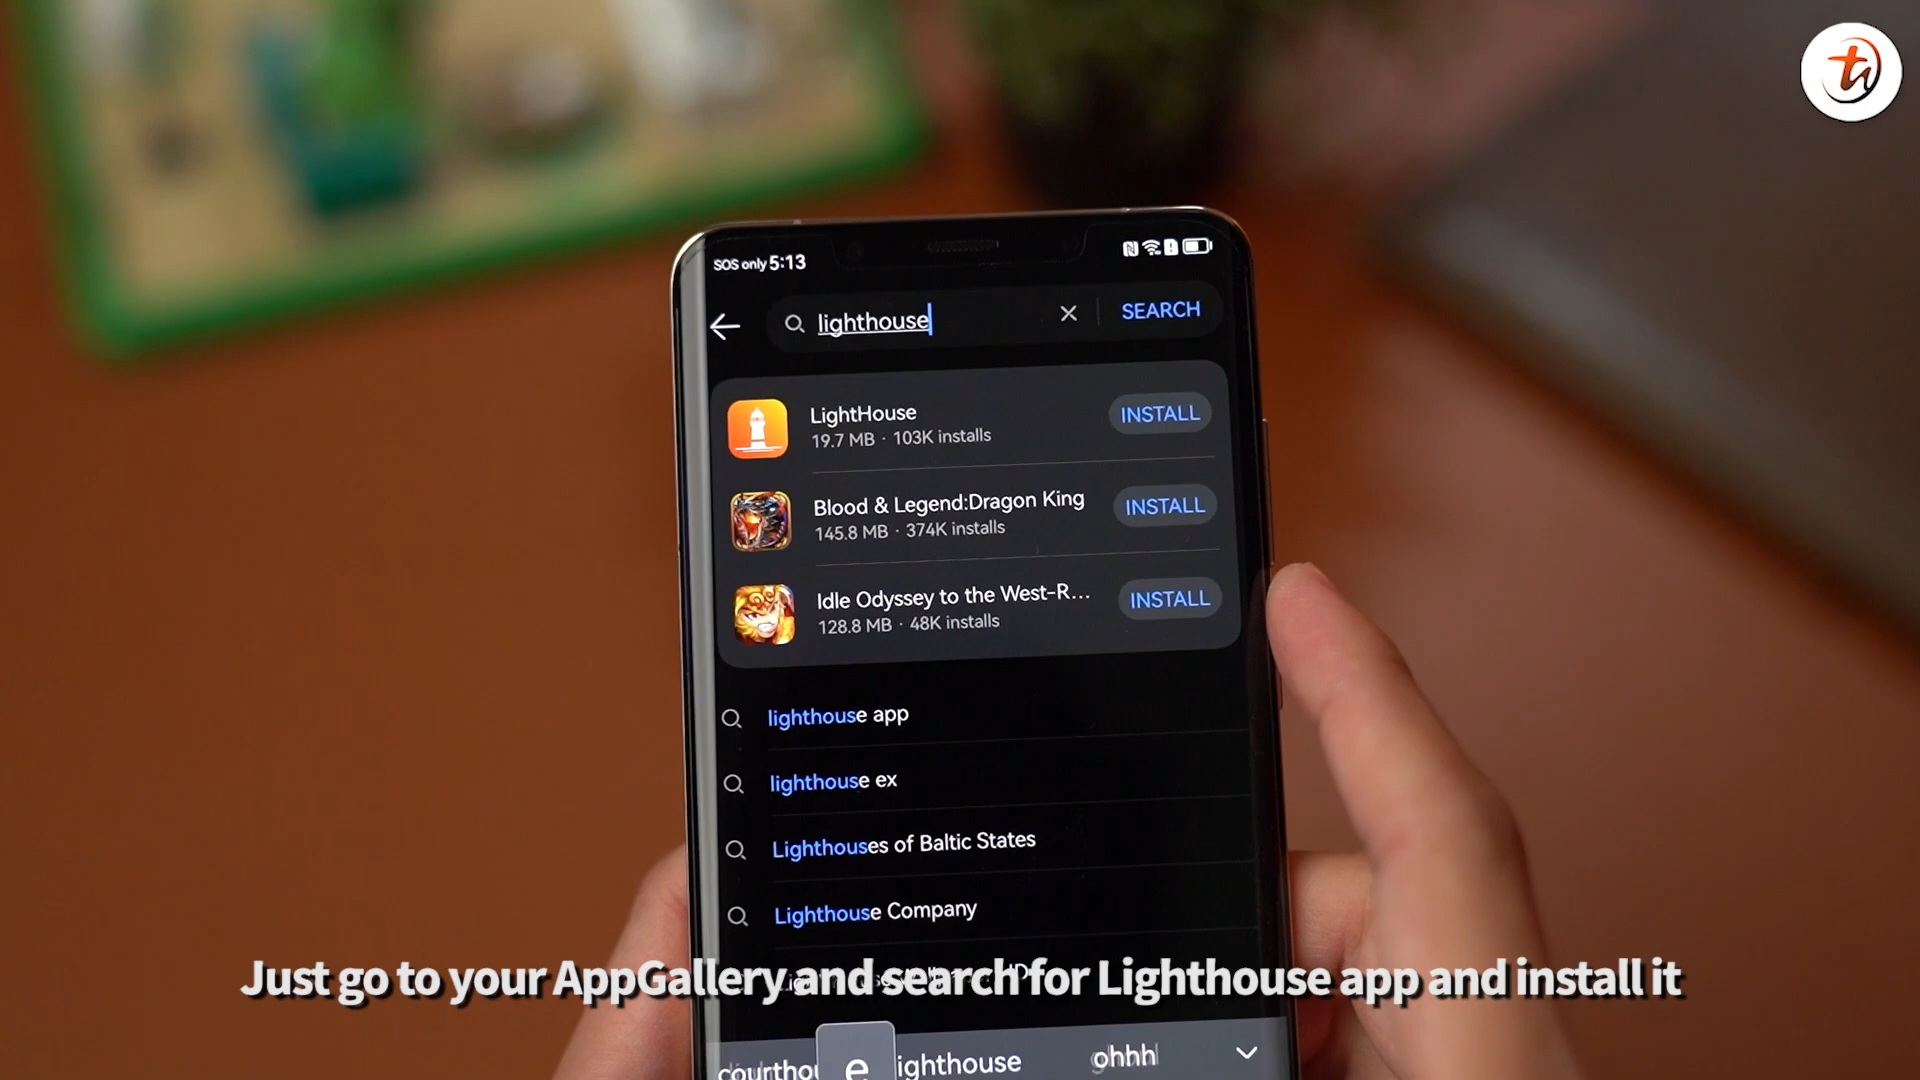 SOS only 5:13
lighthouse
SEARCH
LightHouse
19.7 MB · 103K installs
INSTALL
Blood & Legend:Dragon King
145.8 MB · 374K installs
INSTALL
Idle Odyssey to the West-R...
128.8 MB · 48K installs
INSTALL
lighthouse app
lighthouse ex
Lighthouses of Baltic States
Lighthouse Company
Just go to your AppGallery and search for Lighthouse app and install it
e